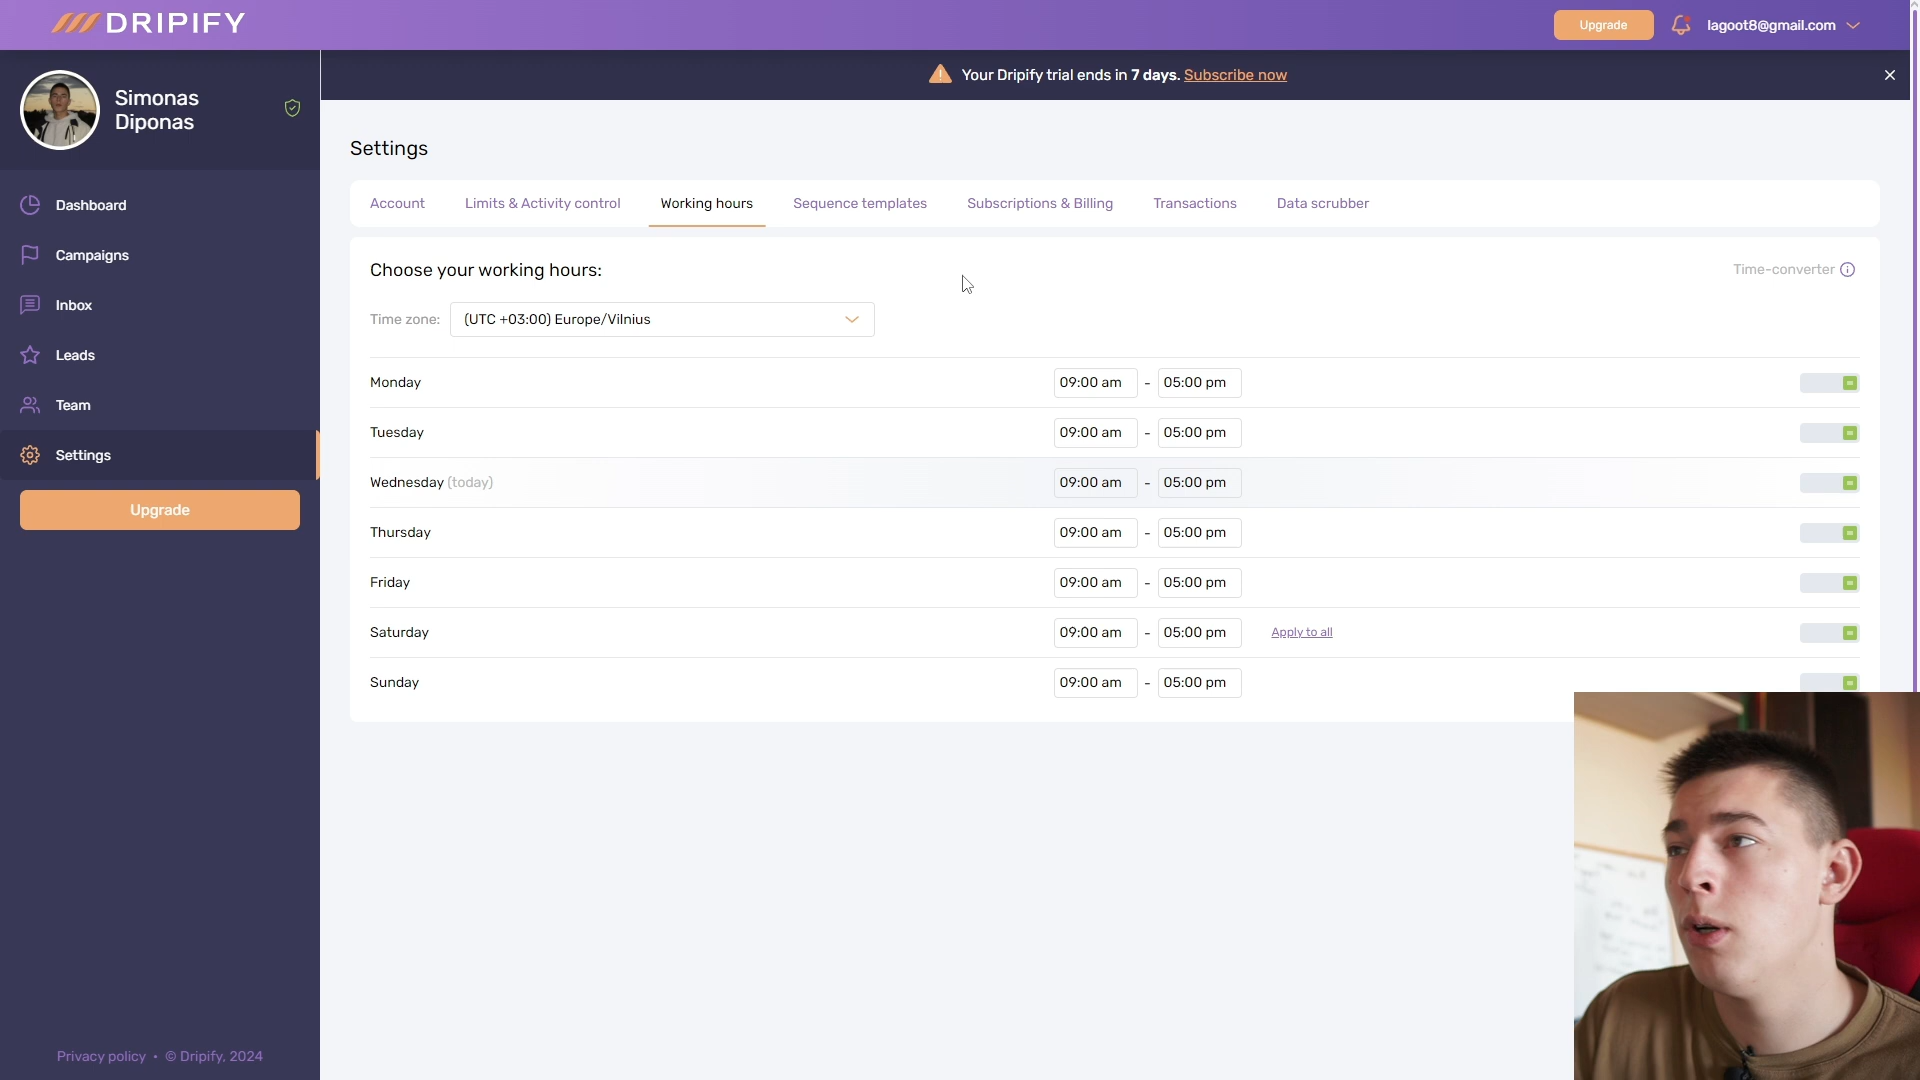 DRIPIFY
Upgrade
lagoot8@gmail.com
Your Dripify trial ends in 7 days. Subscribe now
Simonas
Diponas
Dashboard
Campaigns
Inbox
Leads
Team
Settings
Upgrade
Privacy policy • © Dripify, 2024
Settings
Account Limits & Activity control Working hours Sequence templates Subscriptions & Billing Transactions Data scrubber
Choose your working hours:
Time-converter
Time zone: (UTC +03:00) Europe/Vilnius
Monday 09:00 am - 05:00 pm
Tuesday 09:00 am - 05:00 pm
Wednesday (today) 09:00 am - 05:00 pm
Thursday 09:00 am - 05:00 pm
Friday 09:00 am - 05:00 pm
Saturday 09:00 am - 05:00 pm Apply to all
Sunday 09:00 am - 05:00 pm